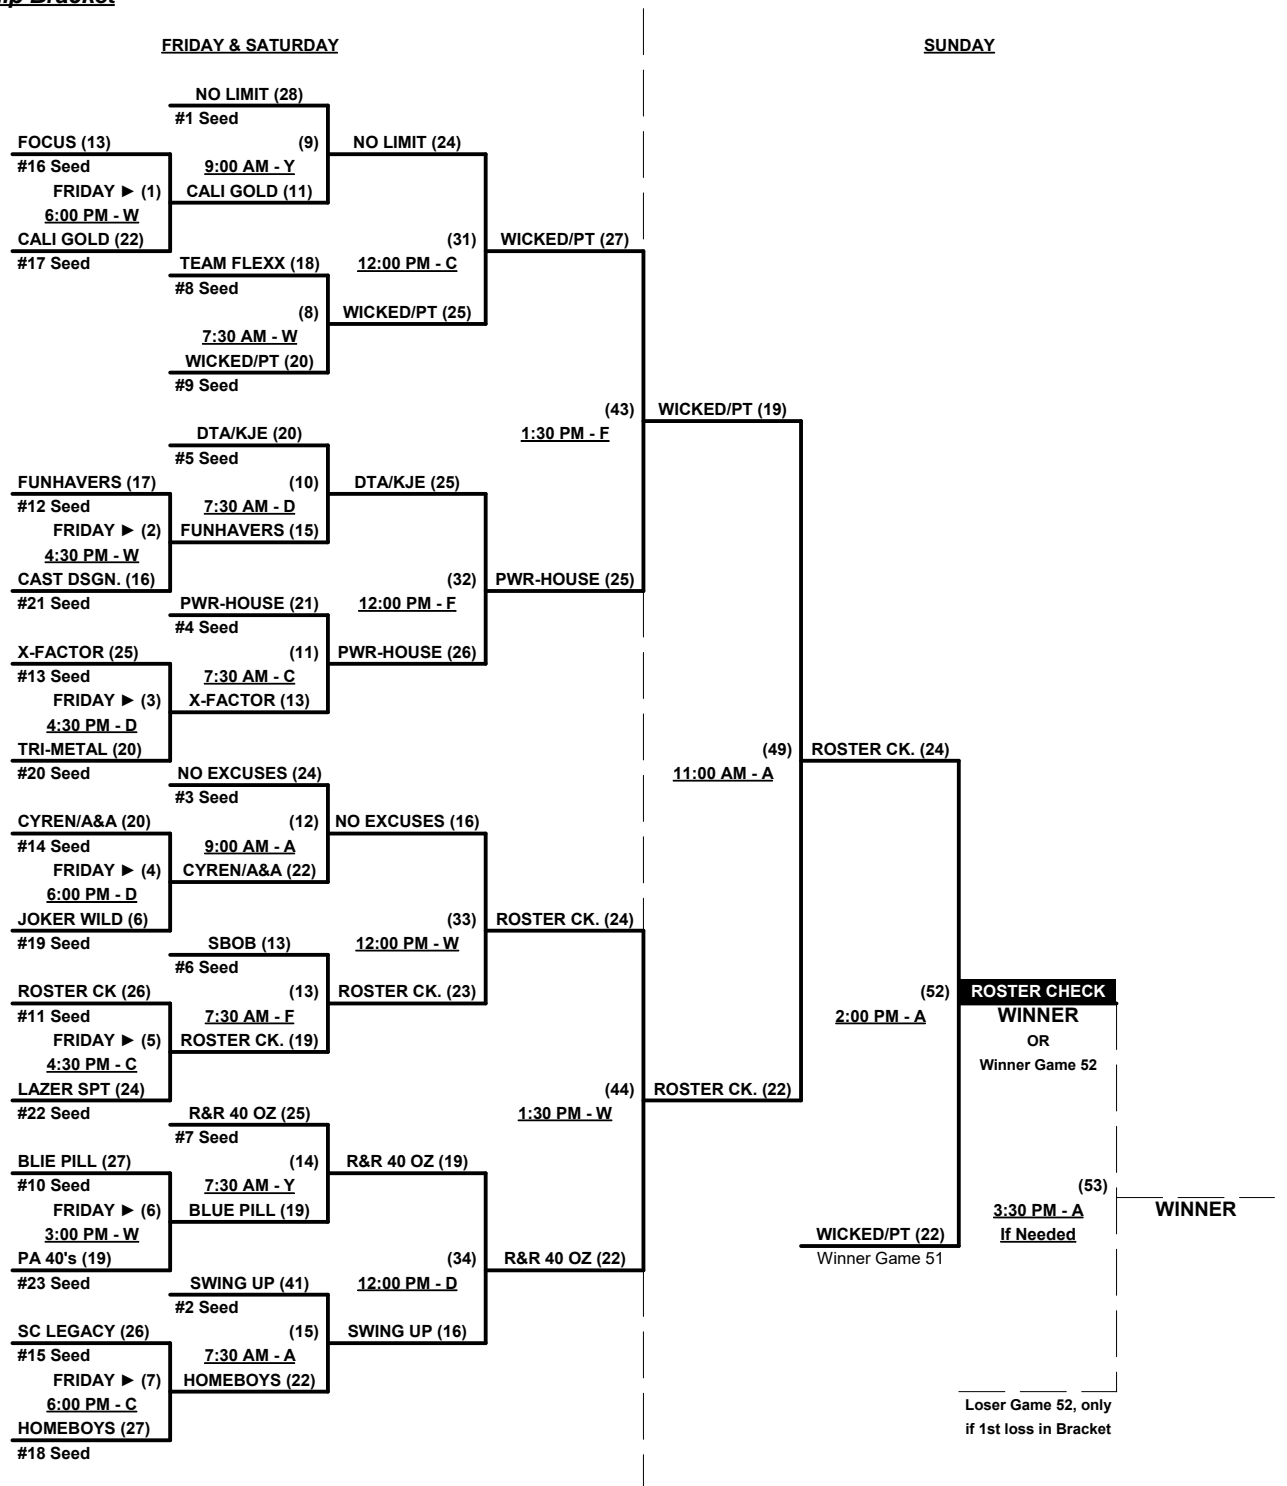 FRIDAY & SATURDAY
SUNDAY
NO LIMIT (28)
#1 Seed
FOCUS (13)
(9)
NO LIMIT (24)
#16 Seed
9:00 AM - Y
FRIDAY ► (1)
CALI GOLD (11)
6:00 PM - W
CALI GOLD (22)
(31)
WICKED/PT (27)
#17 Seed
TEAM FLEXX (18)
12:00 PM - C
#8 Seed
(8)
WICKED/PT (25)
7:30 AM - W
WICKED/PT (20)
#9 Seed
(43)
WICKED/PT (19)
1:30 PM - F
DTA/KJE (20)
#5 Seed
FUNHAVERS (17)
(10)
DTA/KJE (25)
#12 Seed
7:30 AM - D
FRIDAY ► (2)
FUNHAVERS (15)
4:30 PM - W
CAST DSGN. (16)
(32)
PWR-HOUSE (25)
#21 Seed
PWR-HOUSE (21)
12:00 PM - F
#4 Seed
X-FACTOR (25)
(11)
PWR-HOUSE (26)
#13 Seed
7:30 AM - C
FRIDAY ► (3)
X-FACTOR (13)
4:30 PM - D
TRI-METAL (20)
(49)
ROSTER CK. (24)
#20 Seed
NO EXCUSES (24)
11:00 AM - A
#3 Seed
CYREN/A&A (20)
(12)
NO EXCUSES (16)
#14 Seed
9:00 AM - A
FRIDAY ► (4)
CYREN/A&A (22)
6:00 PM - D
JOKER WILD (6)
(33)
ROSTER CK. (24)
#19 Seed
SBOB (13)
12:00 PM - W
#6 Seed
ROSTER CK (26)
(13)
ROSTER CK. (23)
(52)
ROSTER CHECK
#11 Seed
7:30 AM - F
2:00 PM - A
WINNER
FRIDAY ► (5)
ROSTER CK. (19)
OR
4:30 PM - C
Winner Game 52
LAZER SPT (24)
(44)
ROSTER CK. (22)
#22 Seed
R&R 40 OZ (25)
1:30 PM - W
#7 Seed
BLIE PILL (27)
(14)
R&R 40 OZ (19)
#10 Seed
7:30 AM - Y
(53)
FRIDAY ► (6)
BLUE PILL (19)
3:30 PM - A
WINNER
3:00 PM - W
WICKED/PT (22)
If Needed
PA 40's (19)
(34)
R&R 40 OZ (22)
Winner Game 51
#23 Seed
SWING UP (41)
12:00 PM - D
#2 Seed
SC LEGACY (26)
(15)
SWING UP (16)
#15 Seed
7:30 AM - A
FRIDAY ► (7)
HOMEBOYS (22)
6:00 PM - C
Loser Game 52, only
HOMEBOYS (27)
if 1st loss in Bracket
#18 Seed